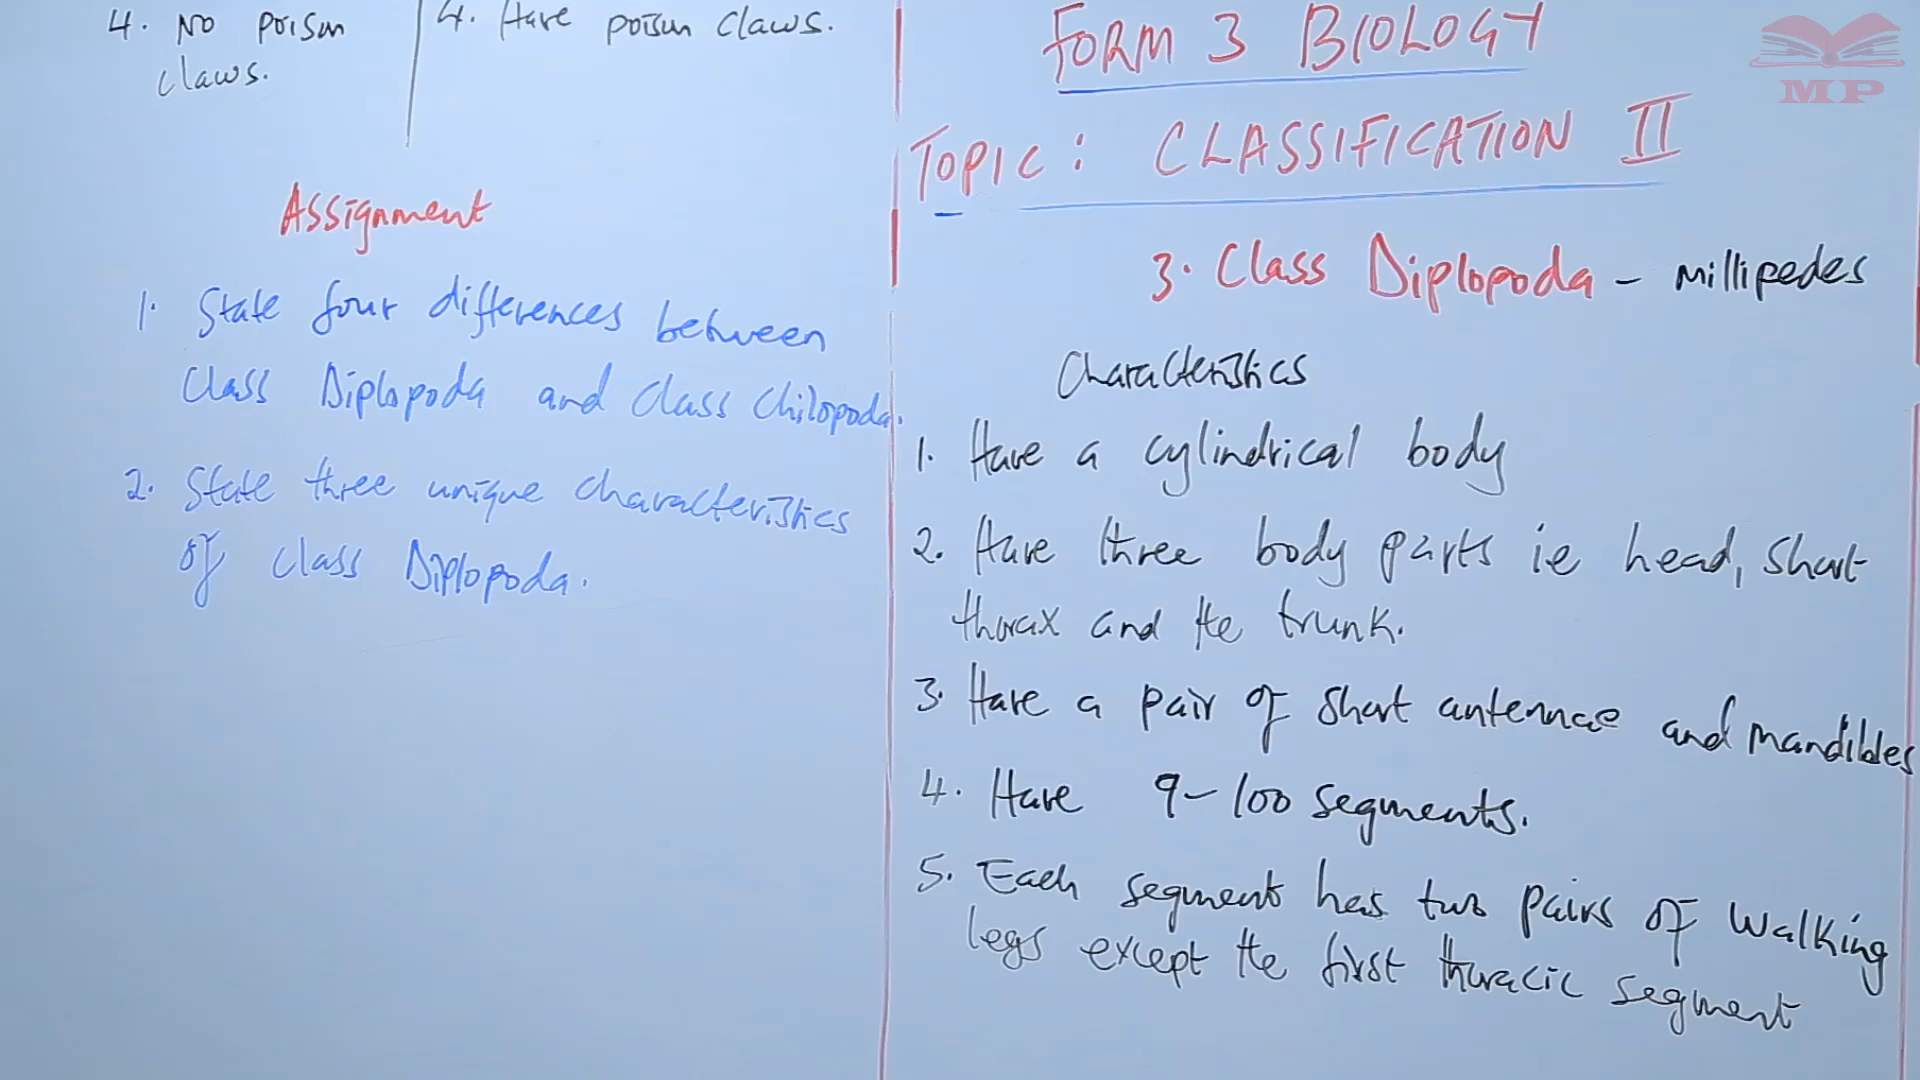 4. No poison
claws.
4. Have poison claws.
Assignment
1. State four differences between
Class Diplopoda and Class Chilopoda.
2. State three unique characteristics
of class Diplopoda.
FORM 3 BIOLOGY
TOPIC: CLASSIFICATION II
3. Class Diplopoda - Millipedes
Characteristics
1. Have a cylindrical body
2. Have three body parts ie head, short
thorax and the trunk.
3. Have a pair of short antennae and mandibles
4. Have 9-100 segments.
5. Each segment has two pairs of walking
legs except the first thoracic segment
MP